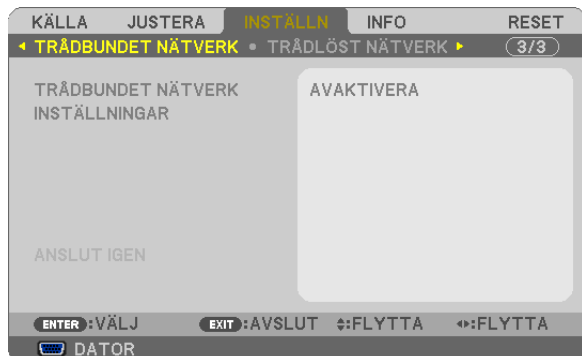 KÄLLA JUSTERA INSTÄLLN INFO RESET
TRÅDBUNDET NÄTVERK • TRÅDLÖST NÄTVERK 3/3
TRÅDBUNDET NÄTVERK AVAKTIVERA
INSTÄLLNINGAR
ANSLUT IGEN
ENTER :VÄLJ EXIT :AVSLUT :FLYTTA :FLYTTA
DATOR